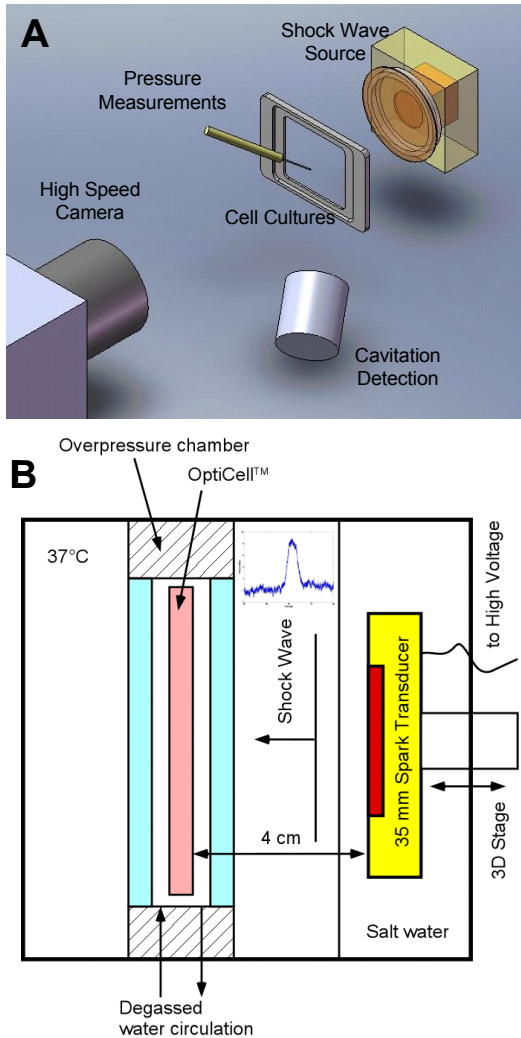 A
Shock Wave
Source
Pressure
Measurements
High Speed
Camera
Cell Cultures
Cavitation
Detection
B
Overpressure chamber
OptiCell™
37°C
to High Voltage
Shock Wave
35 mm Spark Transducer
4 cm
3D Stage
Salt water
Degassed
water circulation